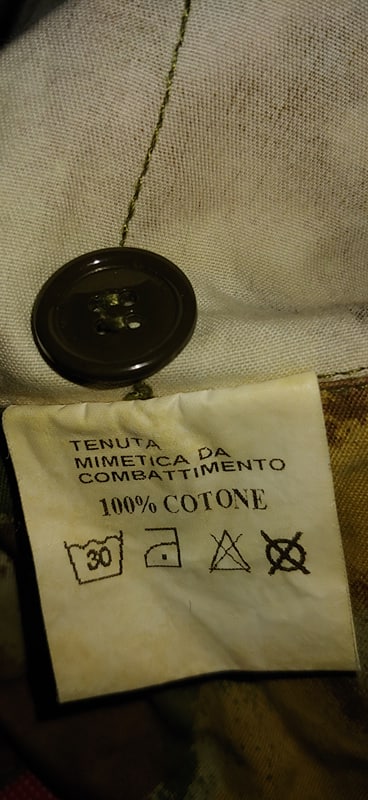 TENUTA
MIMETICA DA
COMBATTIMENTO
100% COTONE
30